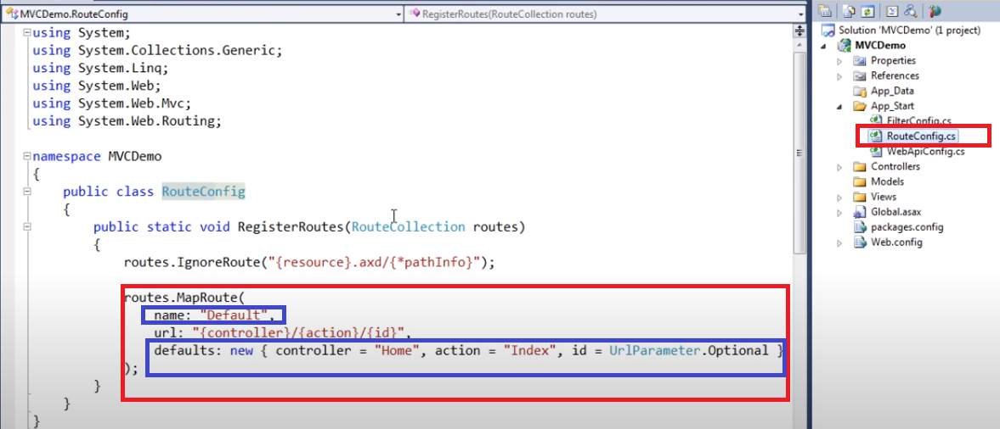 MVCDemo.RouteConfig
RegisterRoutes(RouteCollection routes)
using System;
using System.Collections.Generic;
using System.Linq;
using System.Web;
using System.Web.Mvc;
using System.Web.Routing;
namespace MVCDemo
{
public class RouteConfig
{
public static void RegisterRoutes(RouteCollection routes)
{
routes.IgnoreRoute("{resource}.axd/{*pathInfo}");
routes.MapRoute(
name: "Default",
url: "{controller}/{action}/{id}",
defaults: new { controller = "Home", action = "Index", id = UrlParameter.Optional }
);
}
}
}
Solution 'MVCDemo' (1 project)
MVCDemo
Properties
References
App_Data
App_Start
FilterConfig.cs
RouteConfig.cs
WebApiConfig.cs
Controllers
Models
Views
Global.asax
packages.config
Web.config